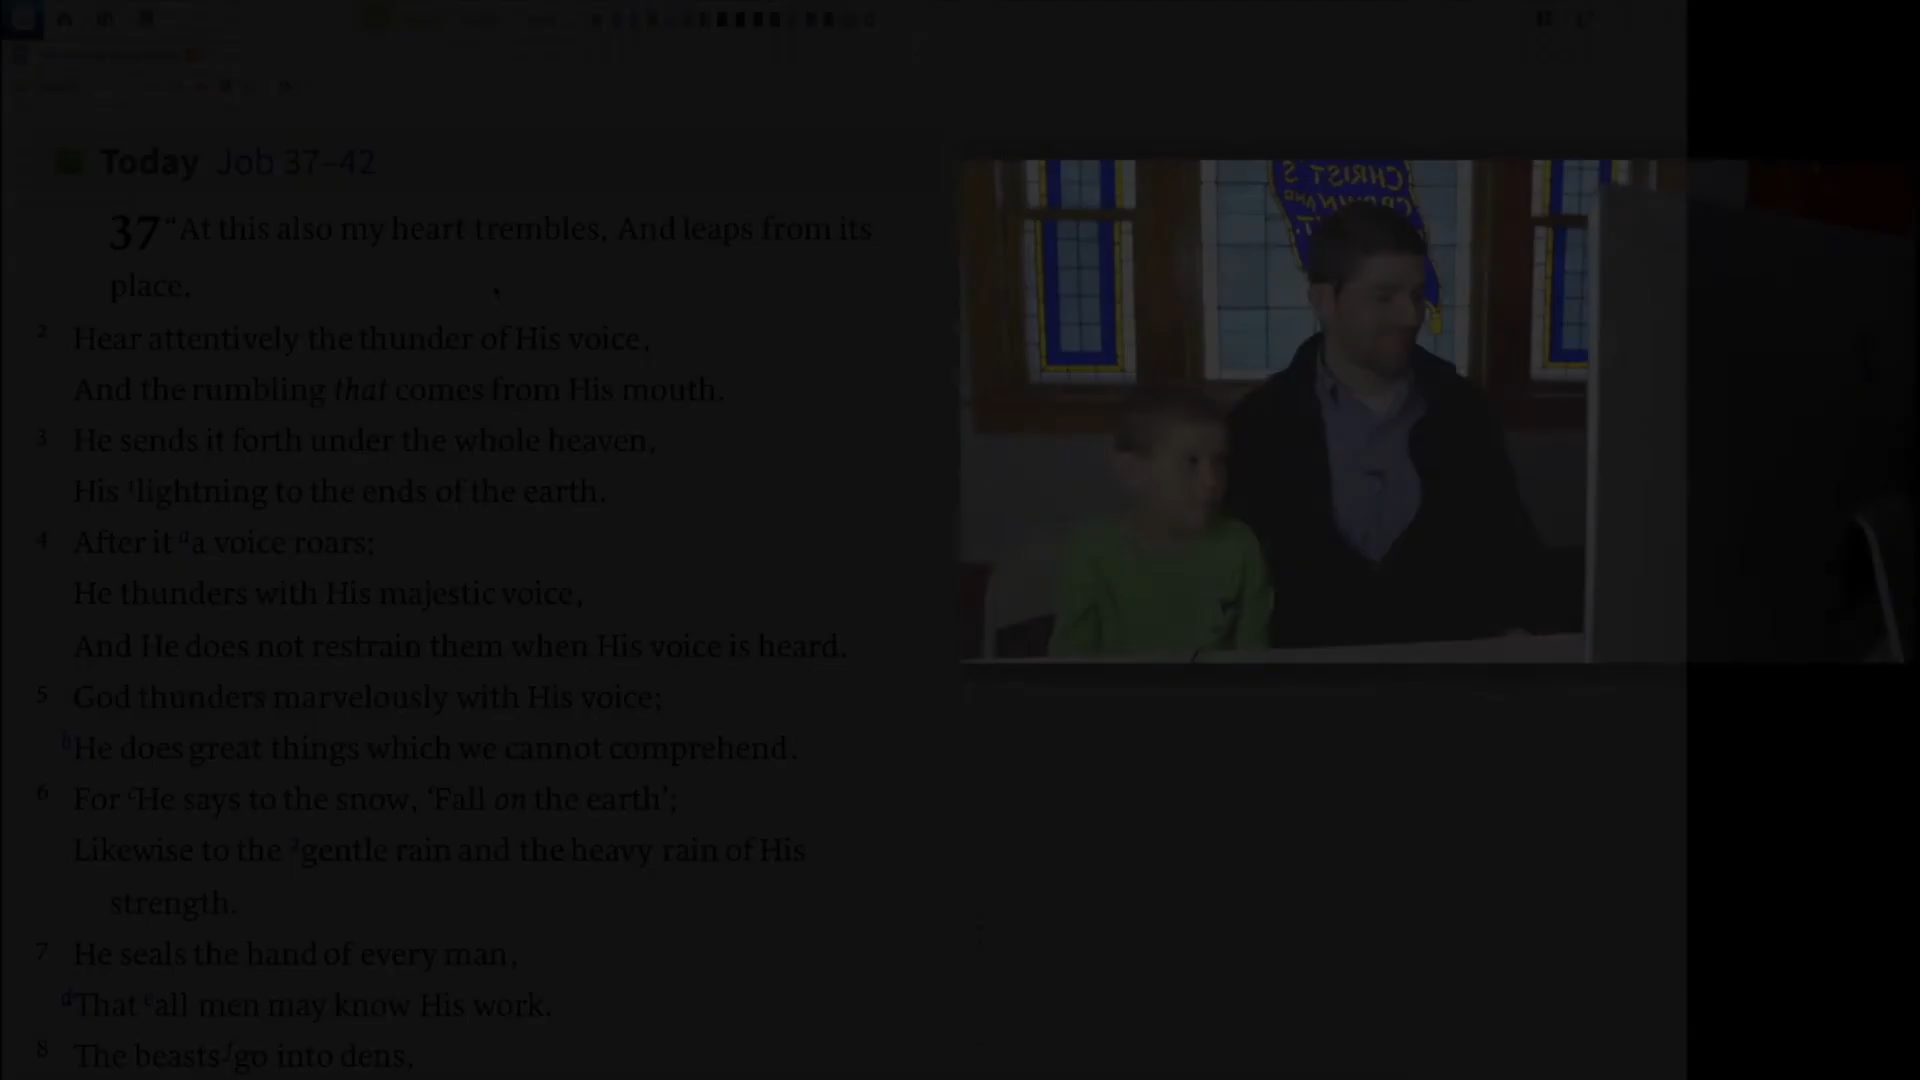 Today Job 37–42
37 “At this also my heart trembles, And leaps from its
place.
2 Hear attentively the thunder of His voice,
And the rumbling that comes from His mouth.
3 He sends it forth under the whole heaven,
His lightning to the ends of the earth.
4 After it a a voice roars;
He thunders with His majestic voice,
And He does not restrain them when His voice is heard.
5 God thunders marvelously with His voice;
b He does great things which we cannot comprehend.
6 For c He says to the snow, ‘Fall on the earth’;
Likewise to the gentle rain and the heavy rain of His
strength.
7 He seals the hand of every man,
d That e all men may know His work.
8 The beasts f go into dens,
CHRIST'S
CROWN AND